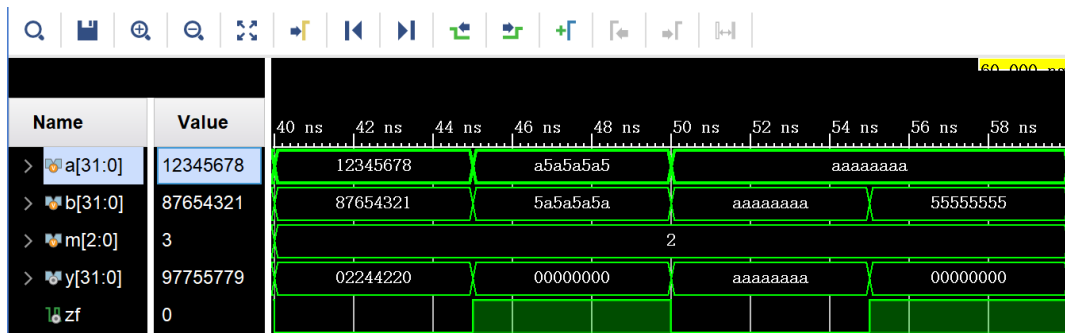 60.000 ns
Name Value 40 ns 42 ns 44 ns 46 ns 48 ns 50 ns 52 ns 54 ns 56 ns 58 ns
a[31:0] 12345678 12345678 a5a5a5a5 aaaaaaaa
b[31:0] 87654321 87654321 5a5a5a5a aaaaaaaa 55555555
m[2:0] 3 2
y[31:0] 97755779 02244220 00000000 aaaaaaaa 00000000
zf 0